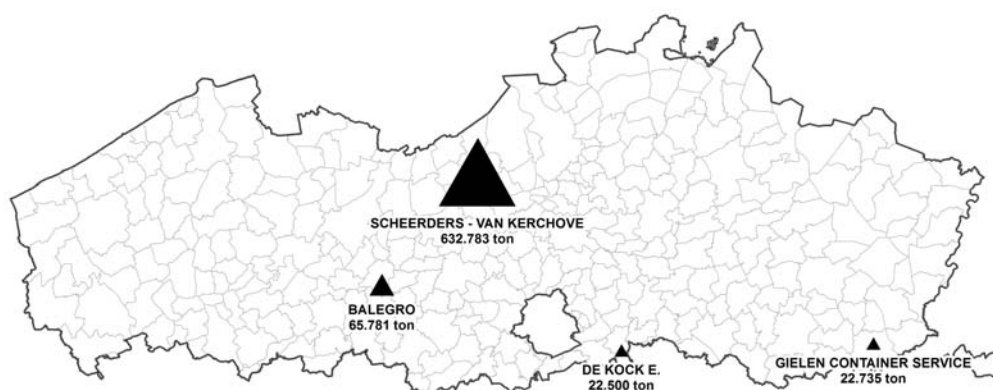 SCHEERDERS - VAN KERCHOVE
632.783 ton
BALEGRO
65.781 ton
DE KOCK E.
22.500 ton
GIELEN CONTAINER SERVICE
22.735 ton